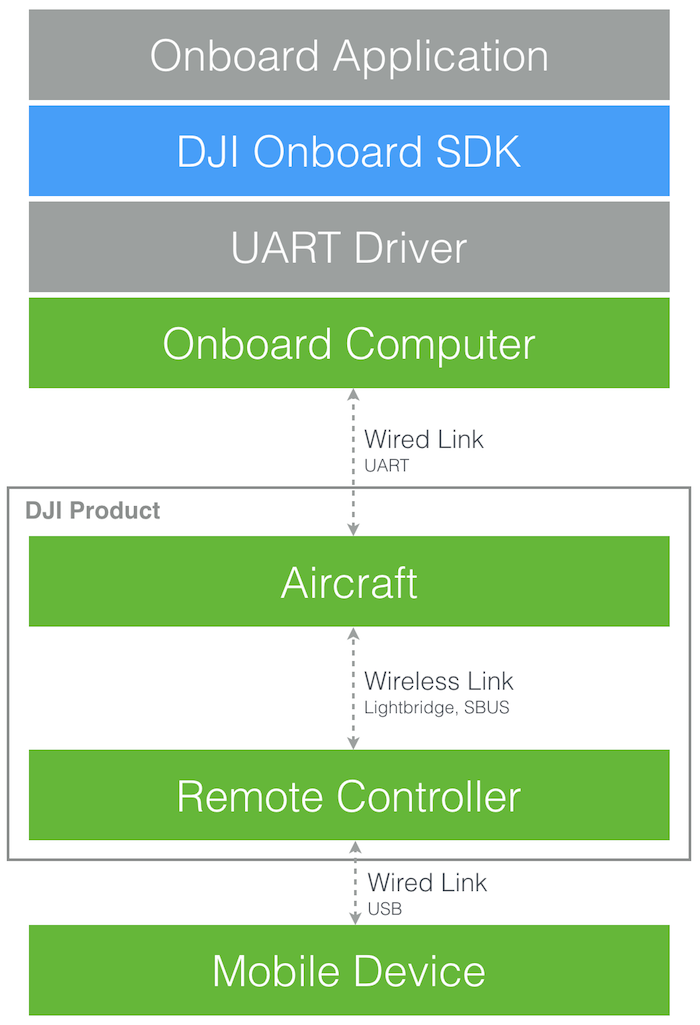 Onboard Application
DJI Onboard SDK
UART Driver
Onboard Computer
Wired Link
UART
DJI Product
Aircraft
Wireless Link
Lightbridge, SBUS
Remote Controller
Wired Link
USB
Mobile Device